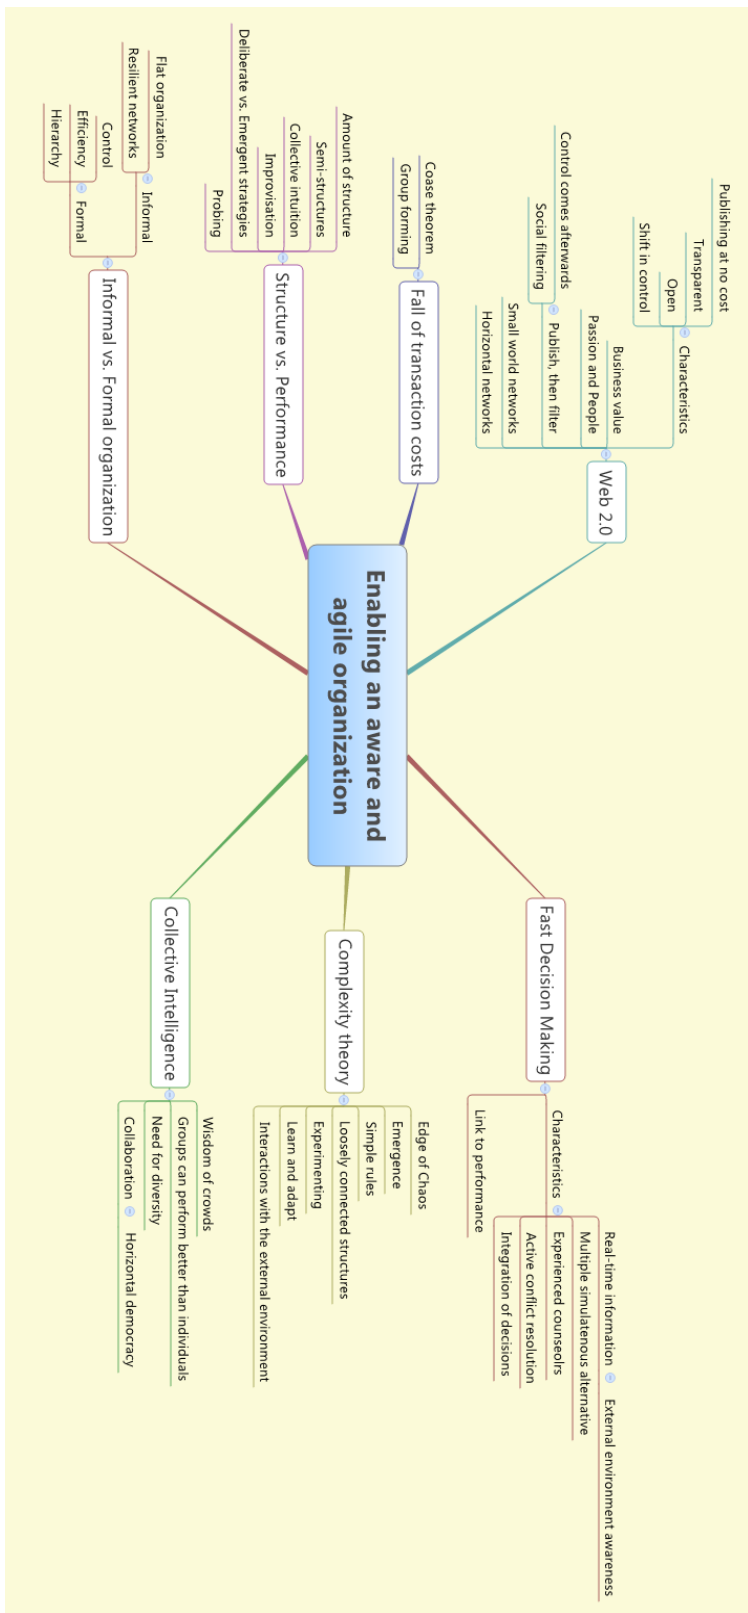 Enabling an aware and
agile organization
Web 2.0
Characteristics
Publishing at no cost
Transparent
Open
Shift in control
Business value
Passion and People
Publish, then filter
Control comes afterwards
Social filtering
Small world networks
Horizontal networks
Fall of transaction costs
Coase theorem
Group forming
Structure vs. Performance
Amount of structure
Semi-structures
Collective intuition
Improvisation
Deliberate vs. Emergent strategies
Probing
Informal vs. Formal organization
Informal
Flat organization
Resilient networks
Formal
Control
Efficiency
Hierarchy
Fast Decision Making
Characteristics
Real-time information
External environment awareness
Multiple simulatenous alternative
Experienced counseolrs
Active conflict resolution
Integration of decisions
Link to performance
Complexity theory
Edge of Chaos
Emergence
Simple rules
Loosely connected structures
Experimenting
Learn and adapt
Interactions with the external environment
Collective Intelligence
Wisdom of crowds
Groups can perform better than individuals
Need for diversity
Collaboration
Horizontal democracy